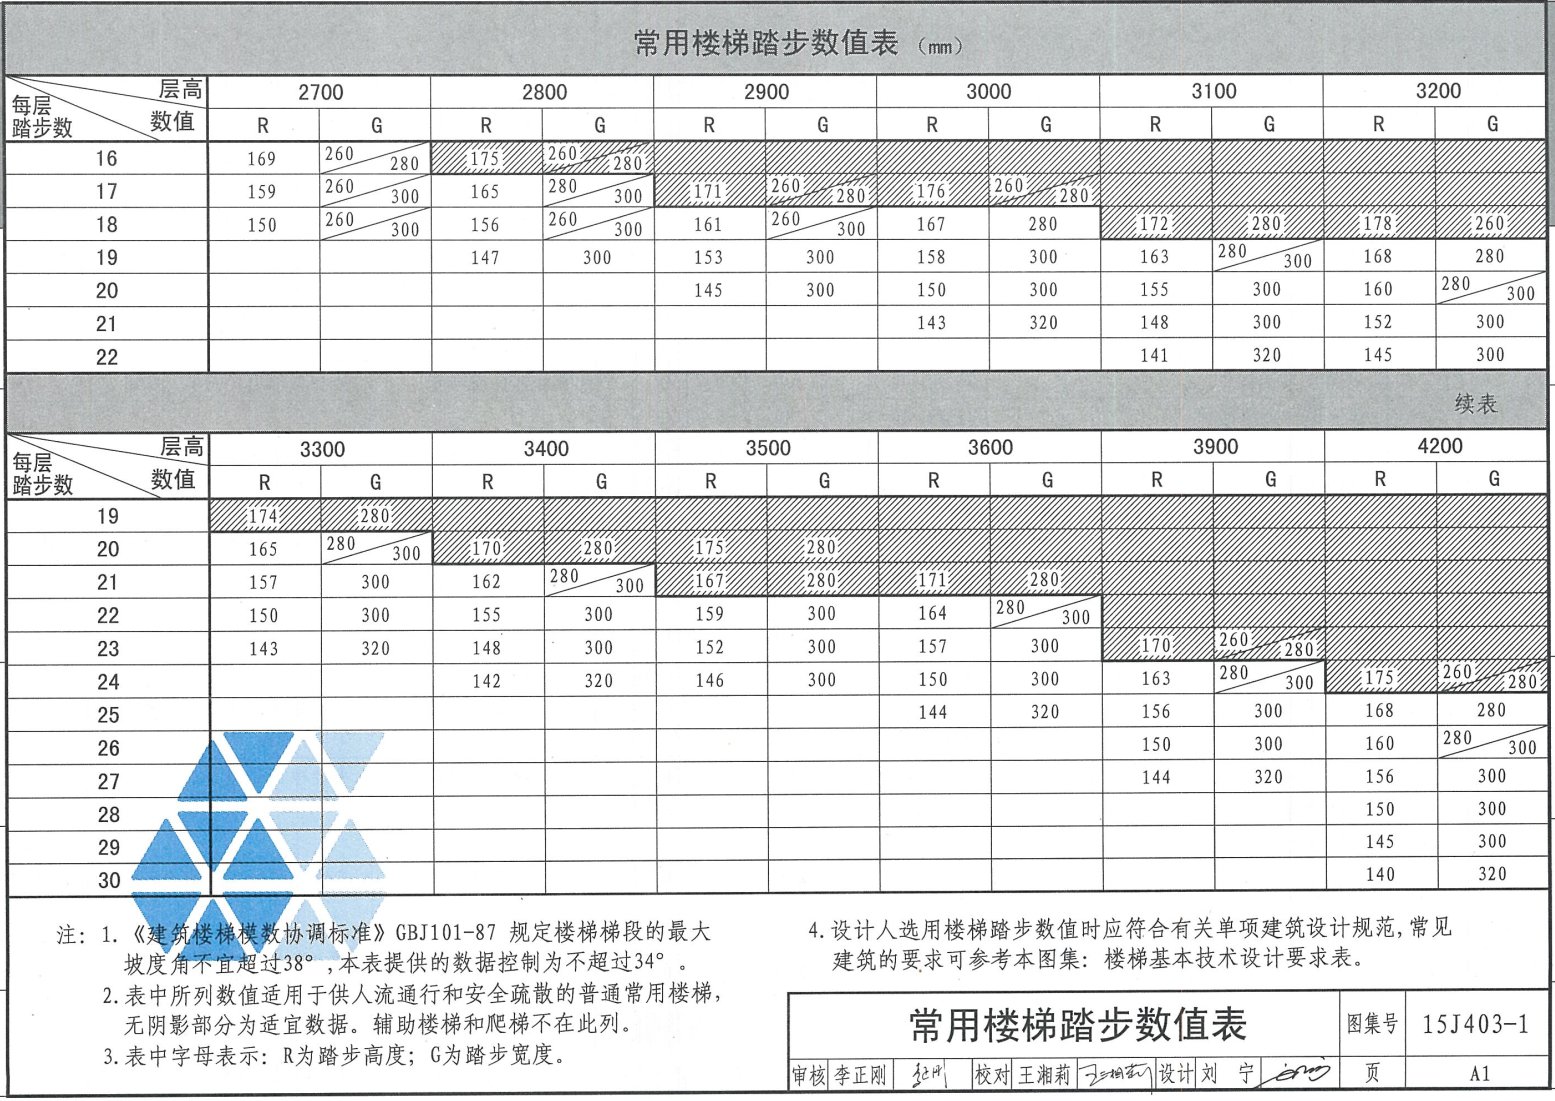 常用楼梯踏步数值表（mm）
每层踏步数 层高 数值 2700 2800 2900 3000 3100 3200
R G R G R G R G R G R G
16 169 260 280 175 260 280
17 159 260 300 165 280 300 171 260 280 176 260 280
18 150 260 300 156 260 300 161 260 300 167 280 172 280 178 260
19 147 300 153 300 158 300 163 280 300 168 280
20 145 300 150 300 155 300 160 280 300
21 143 320 148 300 152 300
22 141 320 145 300
续表
每层踏步数 层高 数值 3300 3400 3500 3600 3900 4200
R G R G R G R G R G R G
19 174 280
20 165 280 300 170 280 175 280
21 157 300 162 280 300 167 280 171 280
22 150 300 155 300 159 300 164 280 300
23 143 320 148 300 152 300 157 300 170 260 280
24 142 320 146 300 150 300 163 280 300 175 260 280
25 144 320 156 300 168 280
26 150 300 160 280 300
27 144 320 156 300
28 150 300
29 145 300
30 140 320
注：1.《建筑楼梯模数协调标准》GBJ101-87 规定楼梯梯段的最大
坡度角不宜超过38°,本表提供的数据控制为不超过34°。
2.表中所列数值适用于供人流通行和安全疏散的普通常用楼梯，
无阴影部分为适宜数据。辅助楼梯和爬梯不在此列。
3.表中字母表示：R为踏步高度；G为踏步宽度。
4.设计人选用楼梯踏步数值时应符合有关单项建筑设计规范,常见
建筑的要求可参考本图集：楼梯基本技术设计要求表。
常用楼梯踏步数值表 图集号 15J403-1
审核 李正刚 校对 王湘莉 设计 刘 宁 页 A1